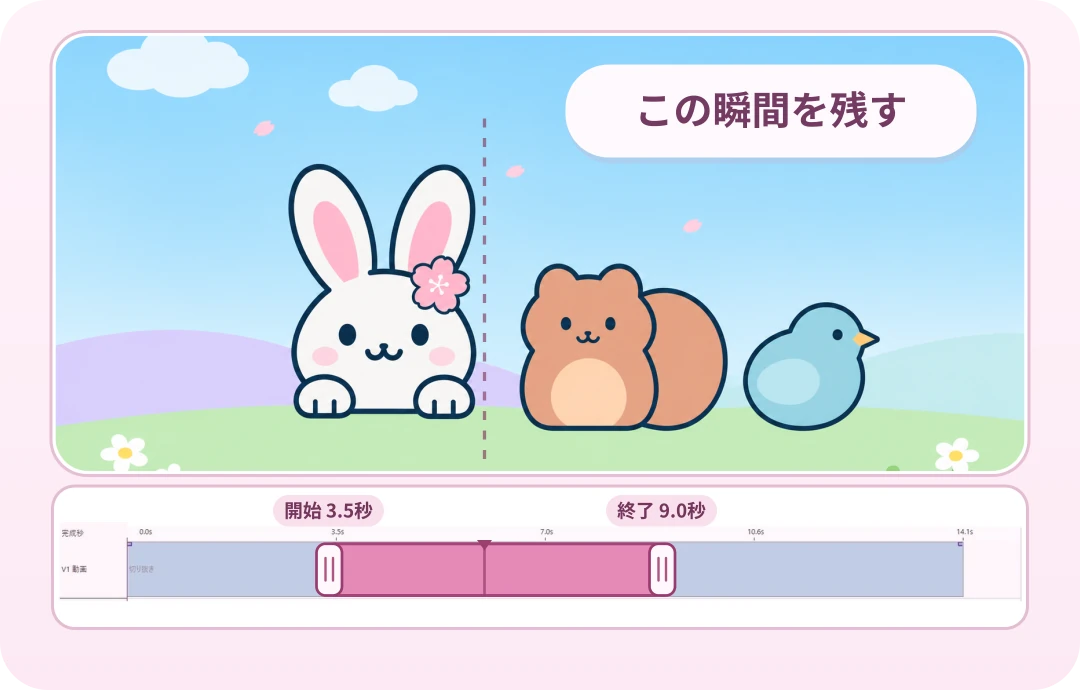 この瞬間を残す
開始 3.5秒
終了 9.0秒
完成秒
0.0s
3.5s
7.0s
10.6s
14.1s
V1 動画
切り抜き